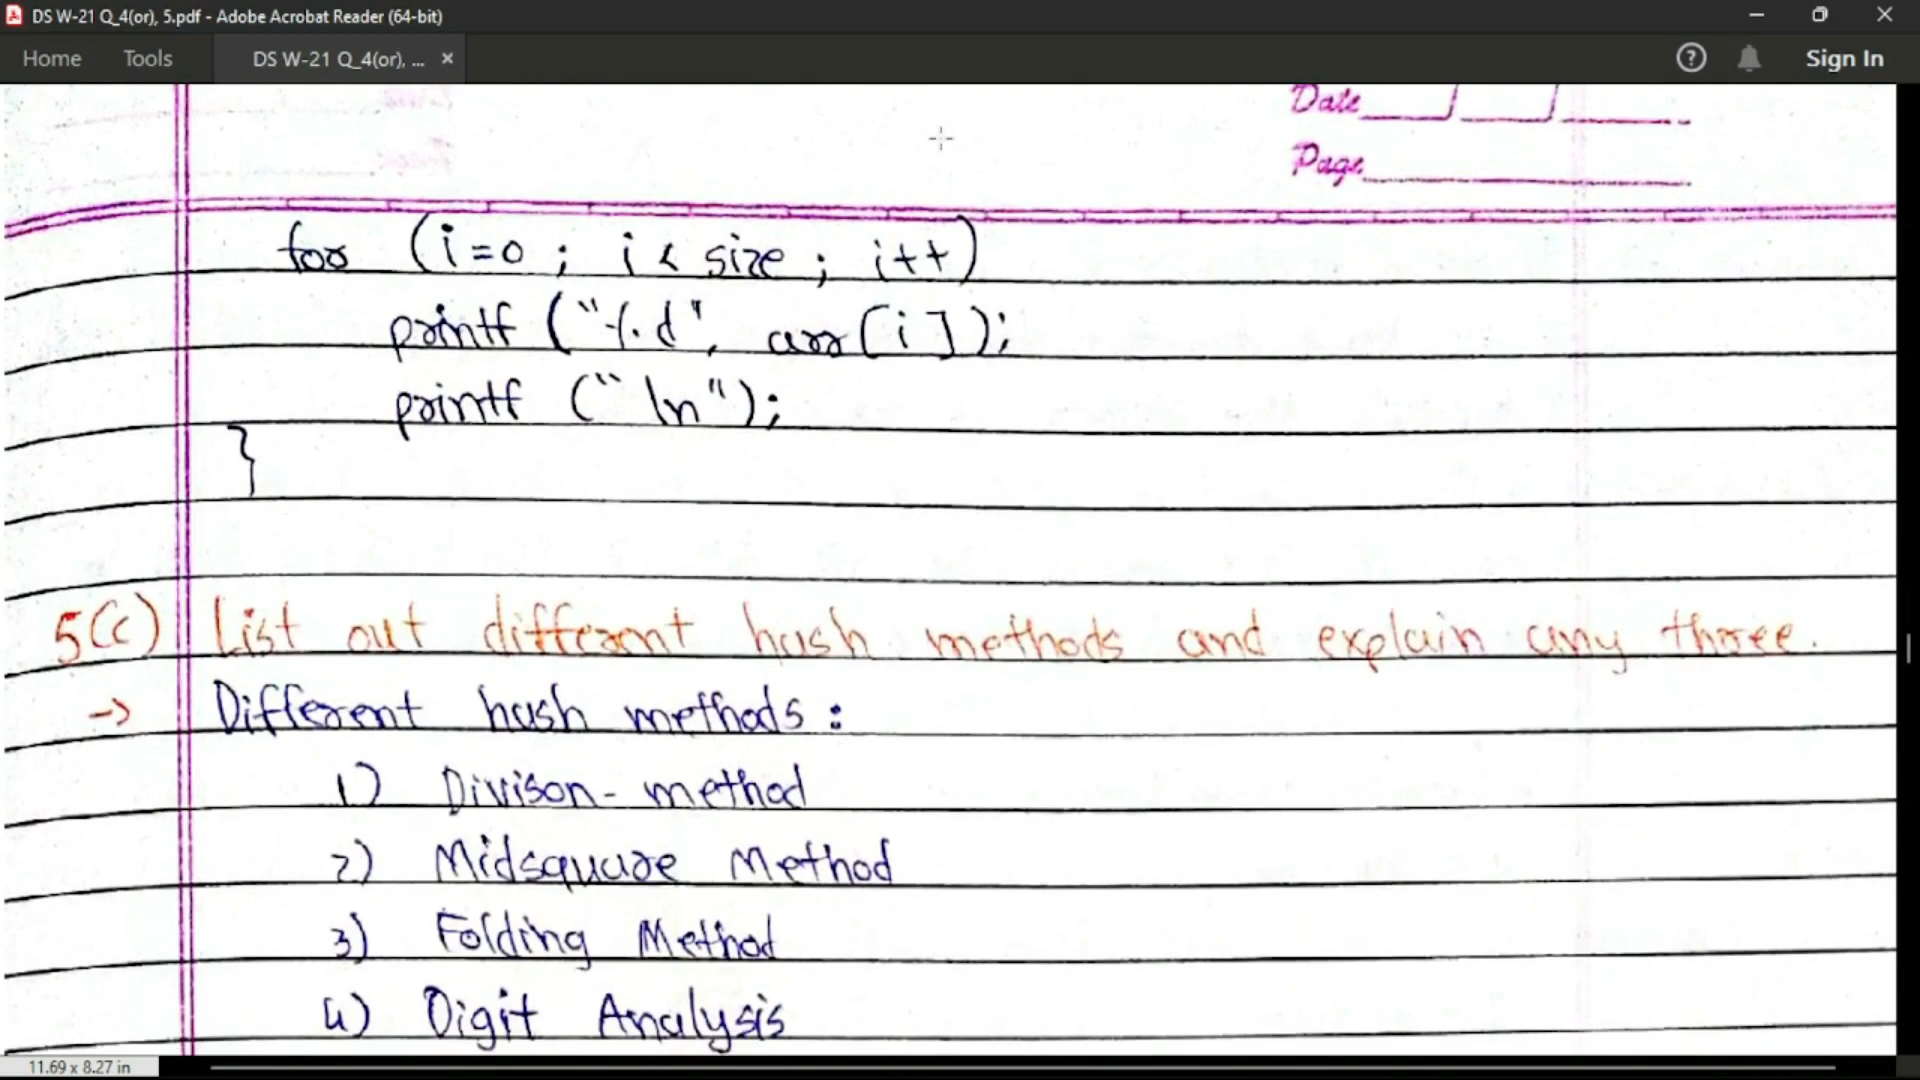 DS W-21 Q_4(or), 5.pdf - Adobe Acrobat Reader (64-bit)
Home Tools DS W-21 Q_4(or), ... × Sign In
Date
Page
for (i=0 ; i < size ; i++)
printf ("%d", arr[i]);
printf ("\n");
}
5(c) List out different hash methods and explain any three.
-> Different hash methods :
1) Divison - method
2) Midsquare Method
3) Folding Method
4) Digit Analysis
11.69 x 8.27 in